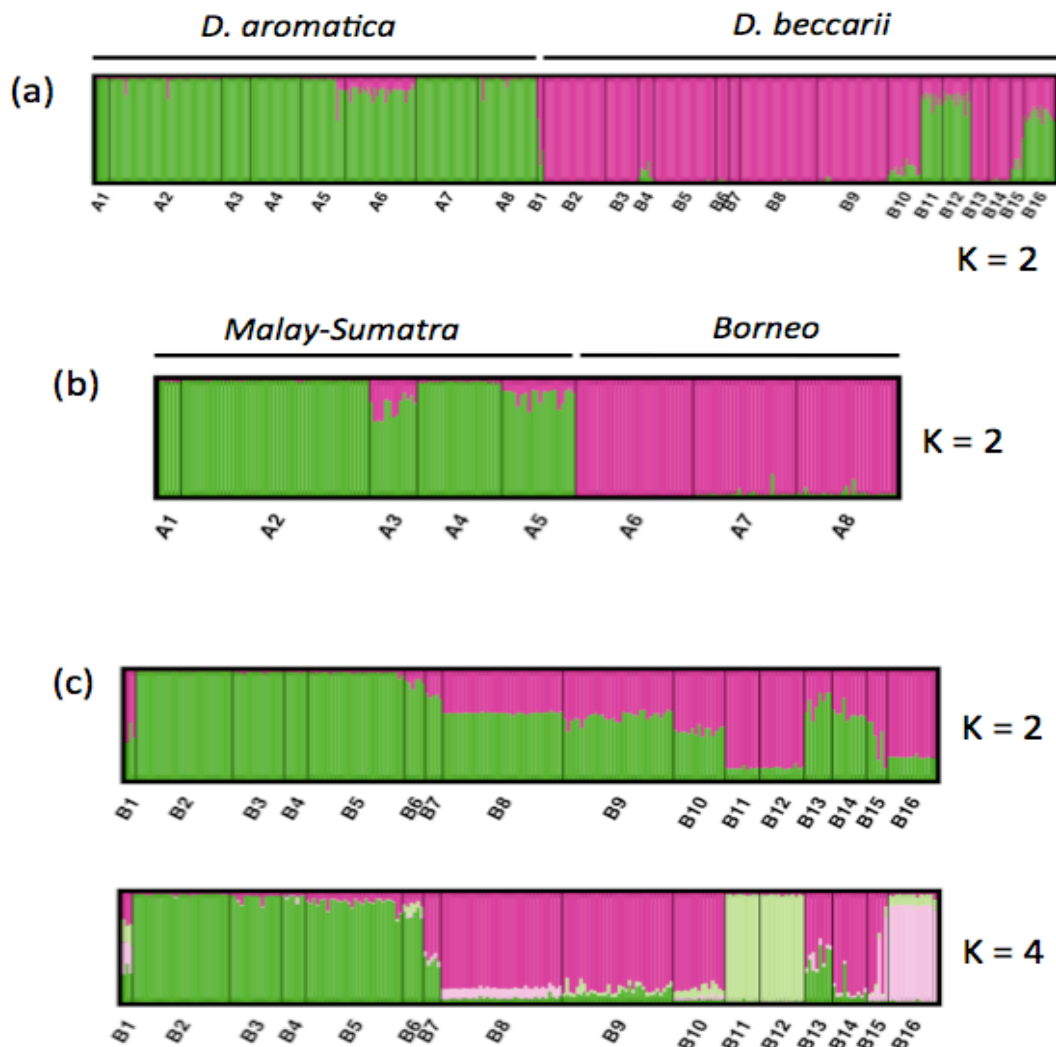 D. aromatica D. beccarii
(a)
A1 A2 A3 A4 A5 A6 A7 A8 B1 B2 B3 B4 B5 B6 B7 B8 B9 B10 B11 B12 B13 B14 B15 B16
K = 2
Malay-Sumatra Borneo
(b)
K = 2
A1 A2 A3 A4 A5 A6 A7 A8
(c)
K = 2
B1 B2 B3 B4 B5 B6 B7 B8 B9 B10 B11 B12 B13 B14 B15 B16
K = 4
B1 B2 B3 B4 B5 B6 B7 B8 B9 B10 B11 B12 B13 B14 B15 B16